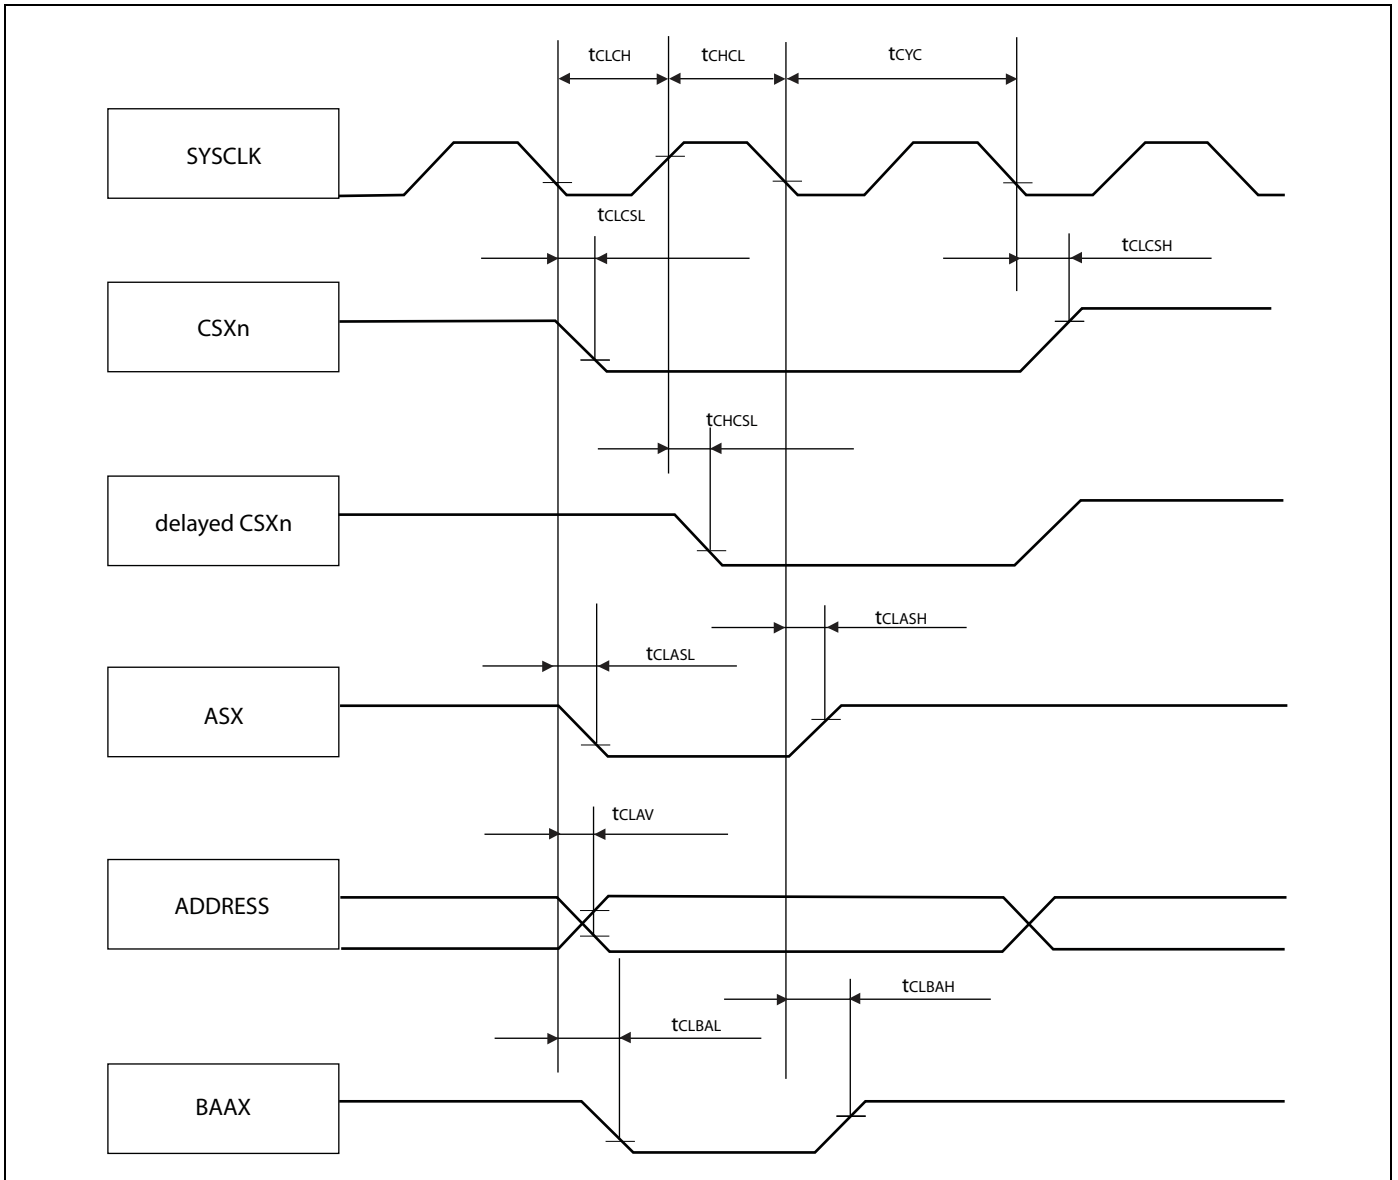 tCLCH
tCHCL
tCYC
SYSCLK
tCLCSL
tCLCSH
CSXn
tCHCSL
delayed CSXn
tCLASH
tCLASL
ASX
tCLAV
ADDRESS
tCLBAH
tCLBAL
BAAX